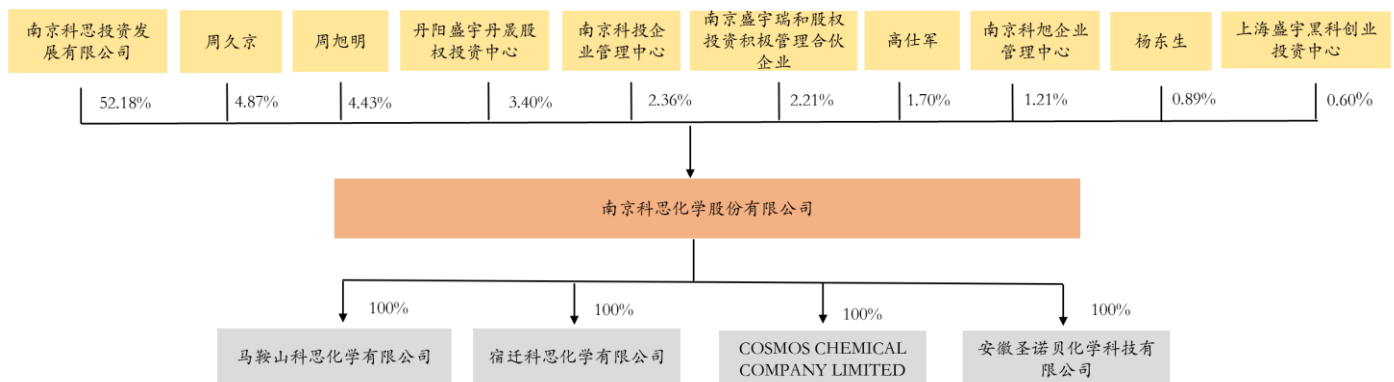 南京科思投资发
展有限公司
周久京
周旭明
丹阳盛宇丹晟股
权投资中心
南京科投企
业管理中心
南京盛宇瑞和股权
投资积极管理合伙
企业
高仕军
南京科旭企业
管理中心
杨东生
上海盛宇黑科创业
投资中心
52.18%
4.87%
4.43%
3.40%
2.36%
2.21%
1.70%
1.21%
0.89%
0.60%
南京科思化学股份有限公司
100%
100%
100%
100%
马鞍山科思化学有限公司
宿迁科思化学有限公司
COSMOS CHEMICAL
COMPANY LIMITED
安徽圣诺贝化学科技有
限公司